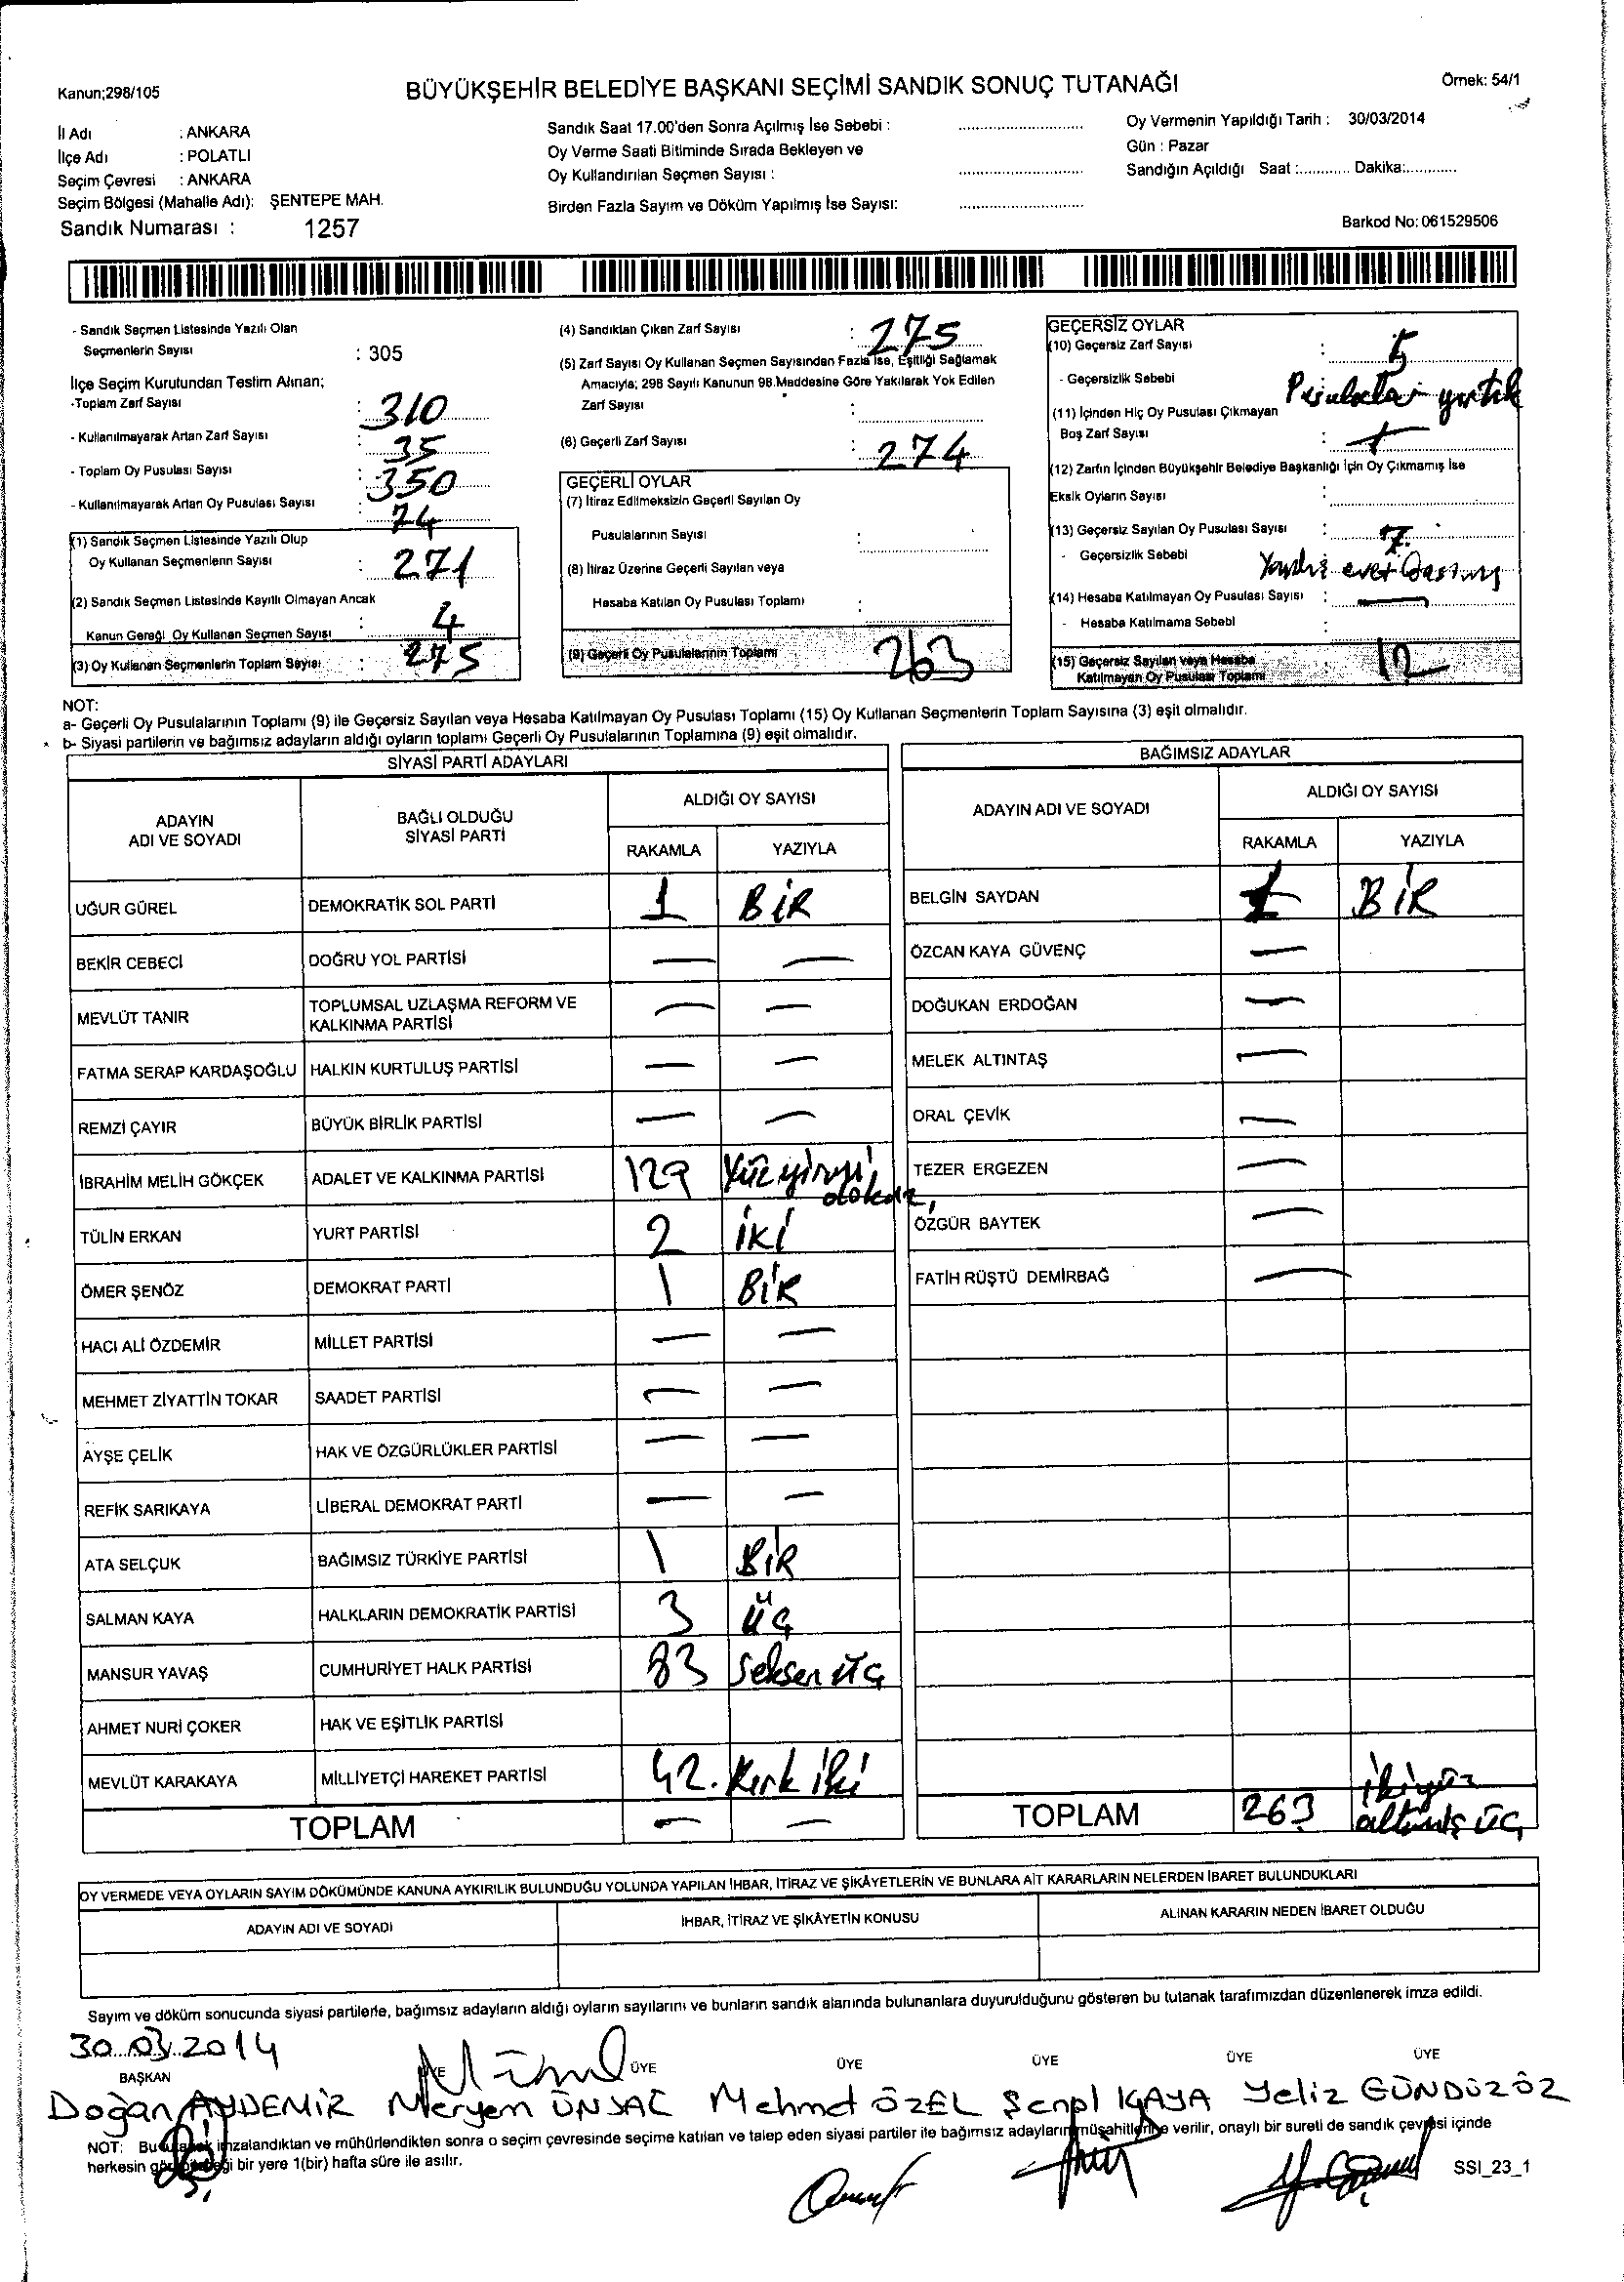 Kanun;298/105
BÜYÜKŞEHİR BELEDİYE BAŞKANI SEÇİMİ SANDIK SONUÇ TUTANAĞI
Örnek: 54/1
İl Adı : ANKARA
İlçe Adı : POLATLI
Seçim Çevresi : ANKARA
Seçim Bölgesi (Mahalle Adı): ŞENTEPE MAH.
Sandık Numarası : 1257
Sandık Saat 17.00'den Sonra Açılmış İse Sebebi :
Oy Verme Saati Bitiminde Sırada Bekleyen ve
Oy Kullandırılan Seçmen Sayısı :
Birden Fazla Sayım ve Döküm Yapılmış İse Sayısı:
Oy Vermenin Yapıldığı Tarih : 30/03/2014
Gün : Pazar
Sandığın Açıldığı Saat :............ Dakika:............
Barkod No: 061529506
- Sandık Seçmen Listesinde Yazılı Olan
Seçmenlerin Sayısı : 305
İlçe Seçim Kurulundan Teslim Alınan;
-Toplam Zarf Sayısı : 310
- Kullanılmayarak Artan Zarf Sayısı : 35
- Toplam Oy Pusulası Sayısı : 350
- Kullanılmayarak Artan Oy Pusulası Sayısı : 74
(1) Sandık Seçmen Listesinde Yazılı Olup
Oy Kullanan Seçmenlerin Sayısı : 271
(2) Sandık Seçmen Listesinde Kayıtlı Olmayan Ancak
Kanun Gereği Oy Kullanan Seçmen Sayısı : 4
(3) Oy Kullanan Seçmenlerin Toplam Sayısı : 275
(4) Sandıktan Çıkan Zarf Sayısı : 275
(5) Zarf Sayısı Oy Kullanan Seçmen Sayısından Fazla İse, Eşitliği Sağlamak
Amacıyla; 298 Sayılı Kanunun 98.Maddesine Göre Yakılarak Yok Edilen
Zarf Sayısı :
(6) Geçerli Zarf Sayısı : 274
GEÇERLİ OYLAR
(7) İtiraz Edilmeksizin Geçerli Sayılan Oy
Pusulalarının Sayısı :
(8) İtiraz Üzerine Geçerli Sayılan veya
Hesaba Katılan Oy Pusulası Toplamı :
(9) Geçerli Oy Pusulalarının Toplamı 263
GEÇERSİZ OYLAR
(10) Geçersiz Zarf Sayısı : 5
- Geçersizlik Sebebi yırtık
(11) İçinden Hiç Oy Pusulası Çıkmayan
Boş Zarf Sayısı :
(12) Zarfın İçinden Büyükşehir Belediye Başkanlığı İçin Oy Çıkmamış İse
Eksik Oyların Sayısı :
(13) Geçersiz Sayılan Oy Pusulası Sayısı : 7.
- Geçersizlik Sebebi evet
(14) Hesaba Katılmayan Oy Pusulası Sayısı : —
- Hesaba Katılmama Sebebi :
(15) Geçersiz Sayılan veya Hesaba
Katılmayan Oy Pusulası Toplamı 12
NOT:
a- Geçerli Oy Pusulalarının Toplamı (9) ile Geçersiz Sayılan veya Hesaba Katılmayan Oy Pusulası Toplamı (15) Oy Kullanan Seçmenlerin Toplam Sayısına (3) eşit olmalıdır.
b- Siyasi partilerin ve bağımsız adayların aldığı oyların toplamı Geçerli Oy Pusulalarının Toplamına (9) eşit olmalıdır.
SİYASİ PARTİ ADAYLARI
ADAYIN ADI VE SOYADI
BAĞLI OLDUĞU SİYASİ PARTİ
ALDIĞI OY SAYISI
RAKAMLA YAZIYLA
UĞUR GÜREL DEMOKRATİK SOL PARTİ 1 BİR
BEKİR CEBECİ DOĞRU YOL PARTİSİ — —
MEVLÜT TANIR TOPLUMSAL UZLAŞMA REFORM VE KALKINMA PARTİSİ — —
FATMA SERAP KARDAŞOĞLU HALKIN KURTULUŞ PARTİSİ — —
REMZİ ÇAYIR BÜYÜK BİRLİK PARTİSİ — —
İBRAHİM MELİH GÖKÇEK ADALET VE KALKINMA PARTİSİ 129 Yüz yirmi
TÜLİN ERKAN YURT PARTİSİ 2 İKİ
ÖMER ŞENÖZ DEMOKRAT PARTİ 1 BİR
HACI ALİ ÖZDEMİR MİLLET PARTİSİ — —
MEHMET ZİYATTİN TOKAR SAADET PARTİSİ — —
AYŞE ÇELİK HAK VE ÖZGÜRLÜKLER PARTİSİ — —
REFİK SARIKAYA LİBERAL DEMOKRAT PARTİ — —
ATA SELÇUK BAĞIMSIZ TÜRKİYE PARTİSİ 1 BİR
SALMAN KAYA HALKLARIN DEMOKRATİK PARTİSİ 3 ÜÇ
MANSUR YAVAŞ CUMHURİYET HALK PARTİSİ 83 Seksen üç
AHMET NURİ ÇOKER HAK VE EŞİTLİK PARTİSİ
MEVLÜT KARAKAYA MİLLİYETÇİ HAREKET PARTİSİ 42. Kırk iki
TOPLAM — —
BAĞIMSIZ ADAYLAR
ADAYIN ADI VE SOYADI
ALDIĞI OY SAYISI
RAKAMLA YAZIYLA
BELGİN SAYDAN 1 BİR
ÖZCAN KAYA GÜVENÇ —
DOĞUKAN ERDOĞAN —
MELEK ALTINTAŞ —
ORAL ÇEVİK —
TEZER ERGEZEN —
ÖZGÜR BAYTEK —
FATİH RÜŞTÜ DEMİRBAĞ —
TOPLAM 263 ikiyüz altmış üç
OY VERMEDE VEYA OYLARIN SAYIM DÖKÜMÜNDE KANUNA AYKIRILIK BULUNDUĞU YOLUNDA YAPILAN İHBAR, İTİRAZ VE ŞİKÂYETLERİN VE BUNLARA AİT KARARLARIN NELERDEN İBARET BULUNDUKLARI
ADAYIN ADI VE SOYADI
İHBAR, İTİRAZ VE ŞİKÂYETİN KONUSU
ALINAN KARARIN NEDEN İBARET OLDUĞU
Sayım ve döküm sonucunda siyasi partilerle, bağımsız adayların aldığı oyların sayılarını ve bunların sandık alanında bulunanlara duyurulduğunu gösteren bu tutanak tarafımızdan düzenlenerek imza edildi.
30.03.2014
BAŞKAN ÜYE ÜYE ÜYE ÜYE ÜYE
Doğan AYDEMİR Meryem ÜNSAÇ Mehmet ÖZEL Şenol KAYA Yeliz GÜNDÜZÖZ
NOT: Bu tutanak imzalandıktan ve mühürlendikten sonra o seçim çevresinde seçime katılan ve talep eden siyasi partiler ile bağımsız adayların müşahitlerine verilir, onaylı bir sureti de sandık çevresi içinde
herkesin görebileceği bir yere 1(bir) hafta süre ile asılır.
SSI_23_1